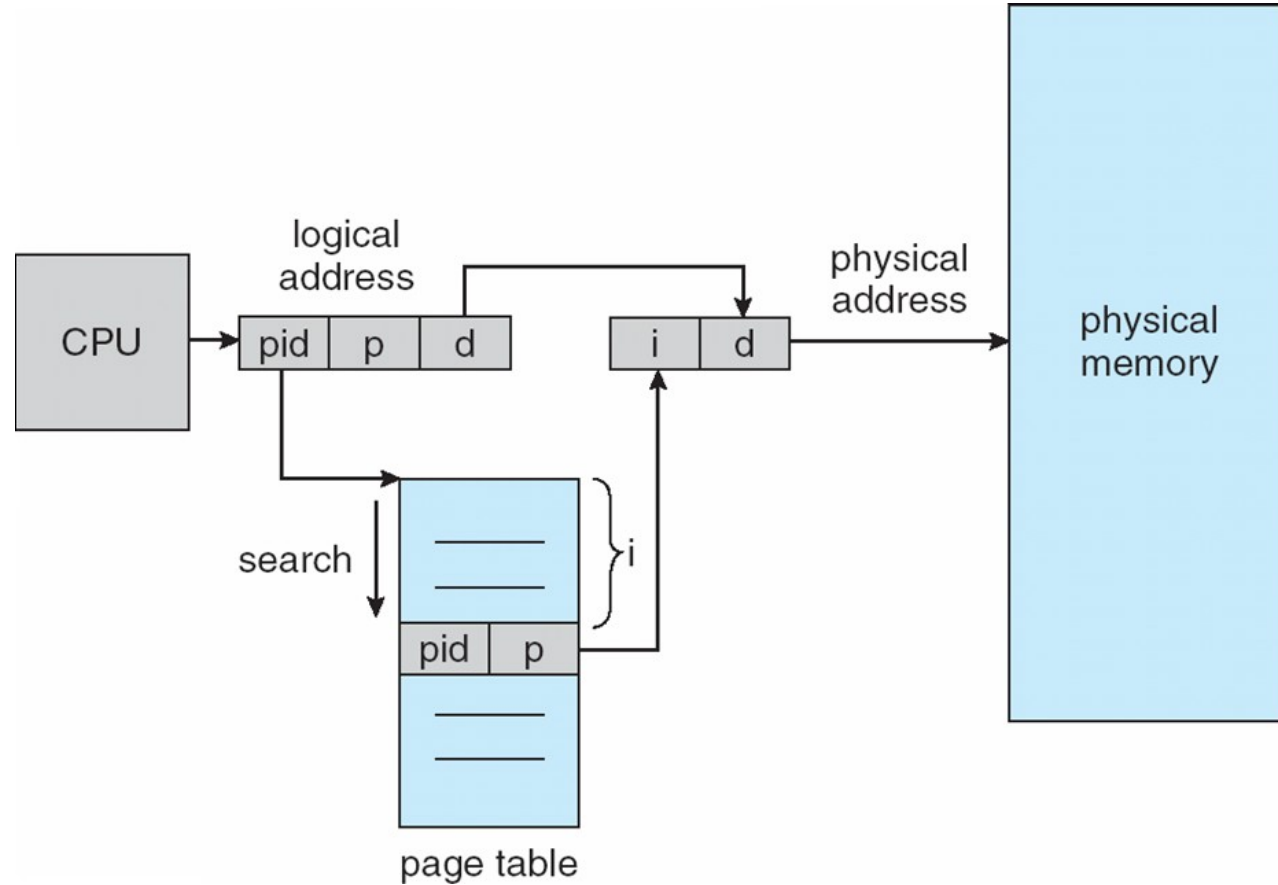 logical
address
physical
address
CPU
pid p d
i d
physical
memory
search
i
pid p
page table